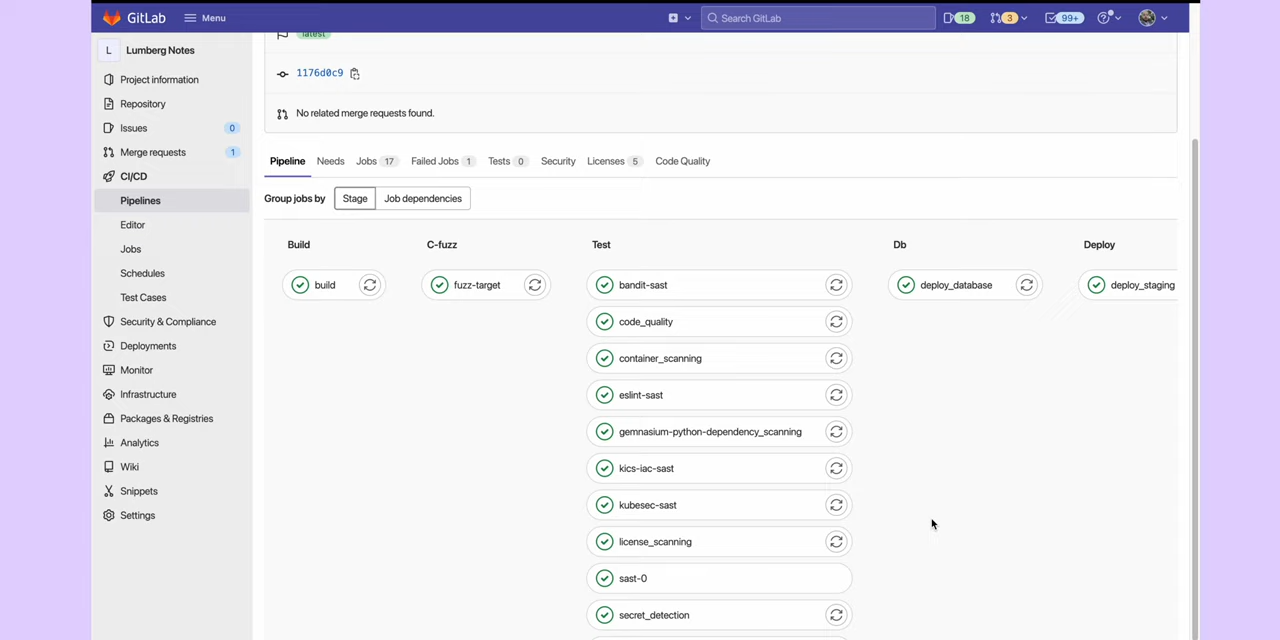 GitLab Menu Search GitLab 18 3 99+
L Lumberg Notes
Project information
Repository
Issues 0
Merge requests 1
CI/CD
Pipelines
Editor
Jobs
Schedules
Test Cases
Security & Compliance
Deployments
Monitor
Infrastructure
Packages & Registries
Analytics
Wiki
Snippets
Settings
latest
1176d0c9
No related merge requests found.
Pipeline Needs Jobs 17 Failed Jobs 1 Tests 0 Security Licenses 5 Code Quality
Group jobs by Stage Job dependencies
Build C-fuzz Test Db Deploy
build fuzz-target bandit-sast deploy_database deploy_staging
code_quality
container_scanning
eslint-sast
gemnasium-python-dependency_scanning
kics-iac-sast
kubesec-sast
license_scanning
sast-0
secret_detection